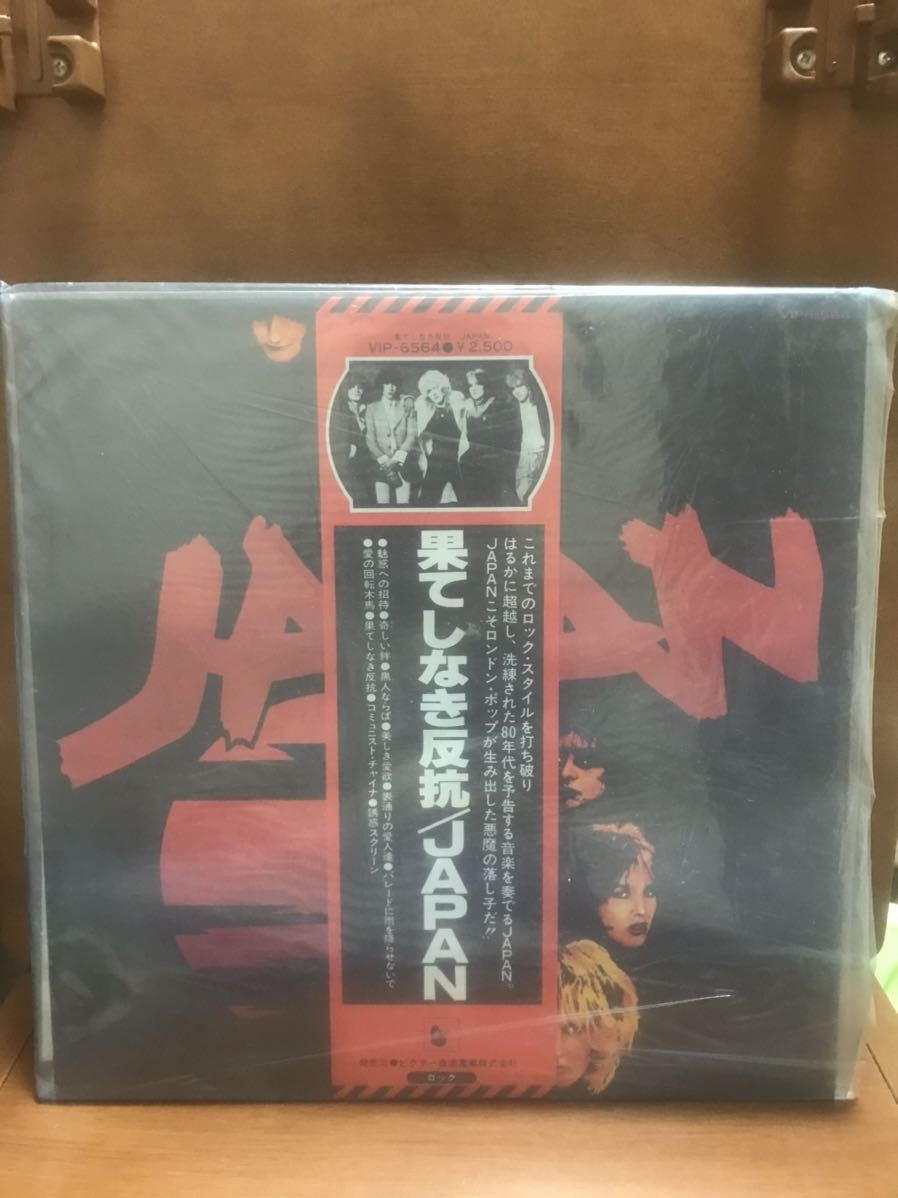 果てしなき反抗 JAPAN
VIP-6564●¥2,500
JAPAN
これまでのロック・スタイルを打ち破り
はるかに超越し、洗練された80年代を予告する音楽を奏でるJAPAN。
JAPANこそロンドン・ポップが生み出した悪魔の落し子だ!!
果てしなき反抗/JAPAN
●魅惑への招待●奇しい絆●黒人ならば●美しき愛欲●表通りの愛人達●パレードに雨を降らせないで
●愛の回転木馬●果てしなき反抗●コミュニスト・チャイナ●誘惑スクリーン
発売元●ビクター音楽産業株式会社
ロック